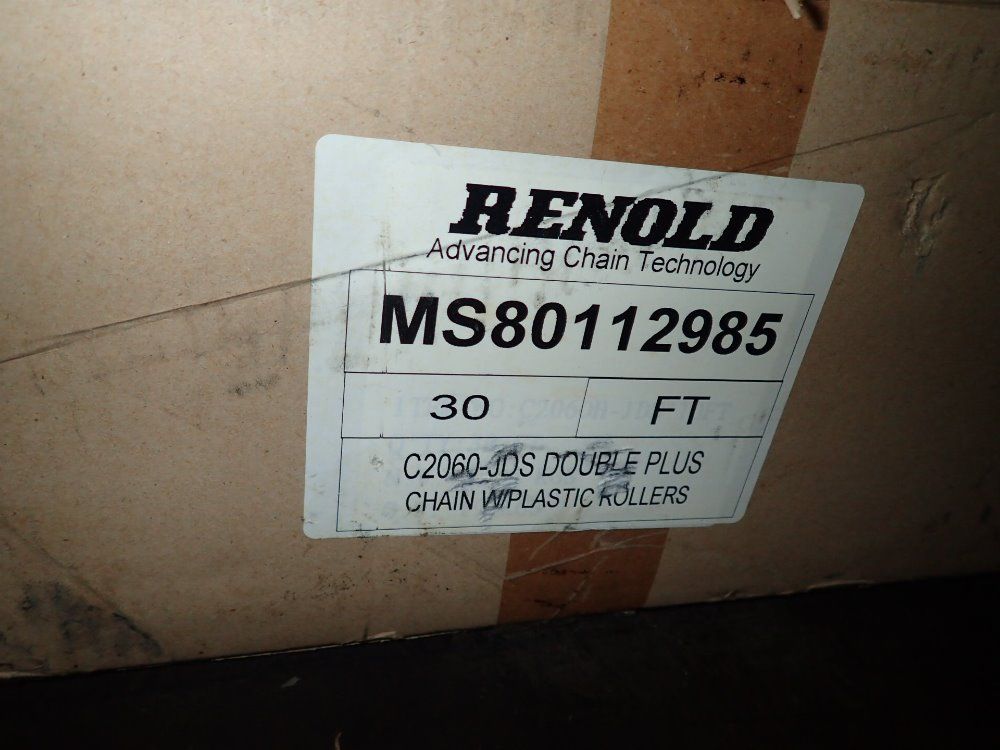 RENOLD
Advancing Chain Technology
MS80112985
30 FT
C2060-JDS DOUBLE PLUS
CHAIN W/PLASTIC ROLLERS